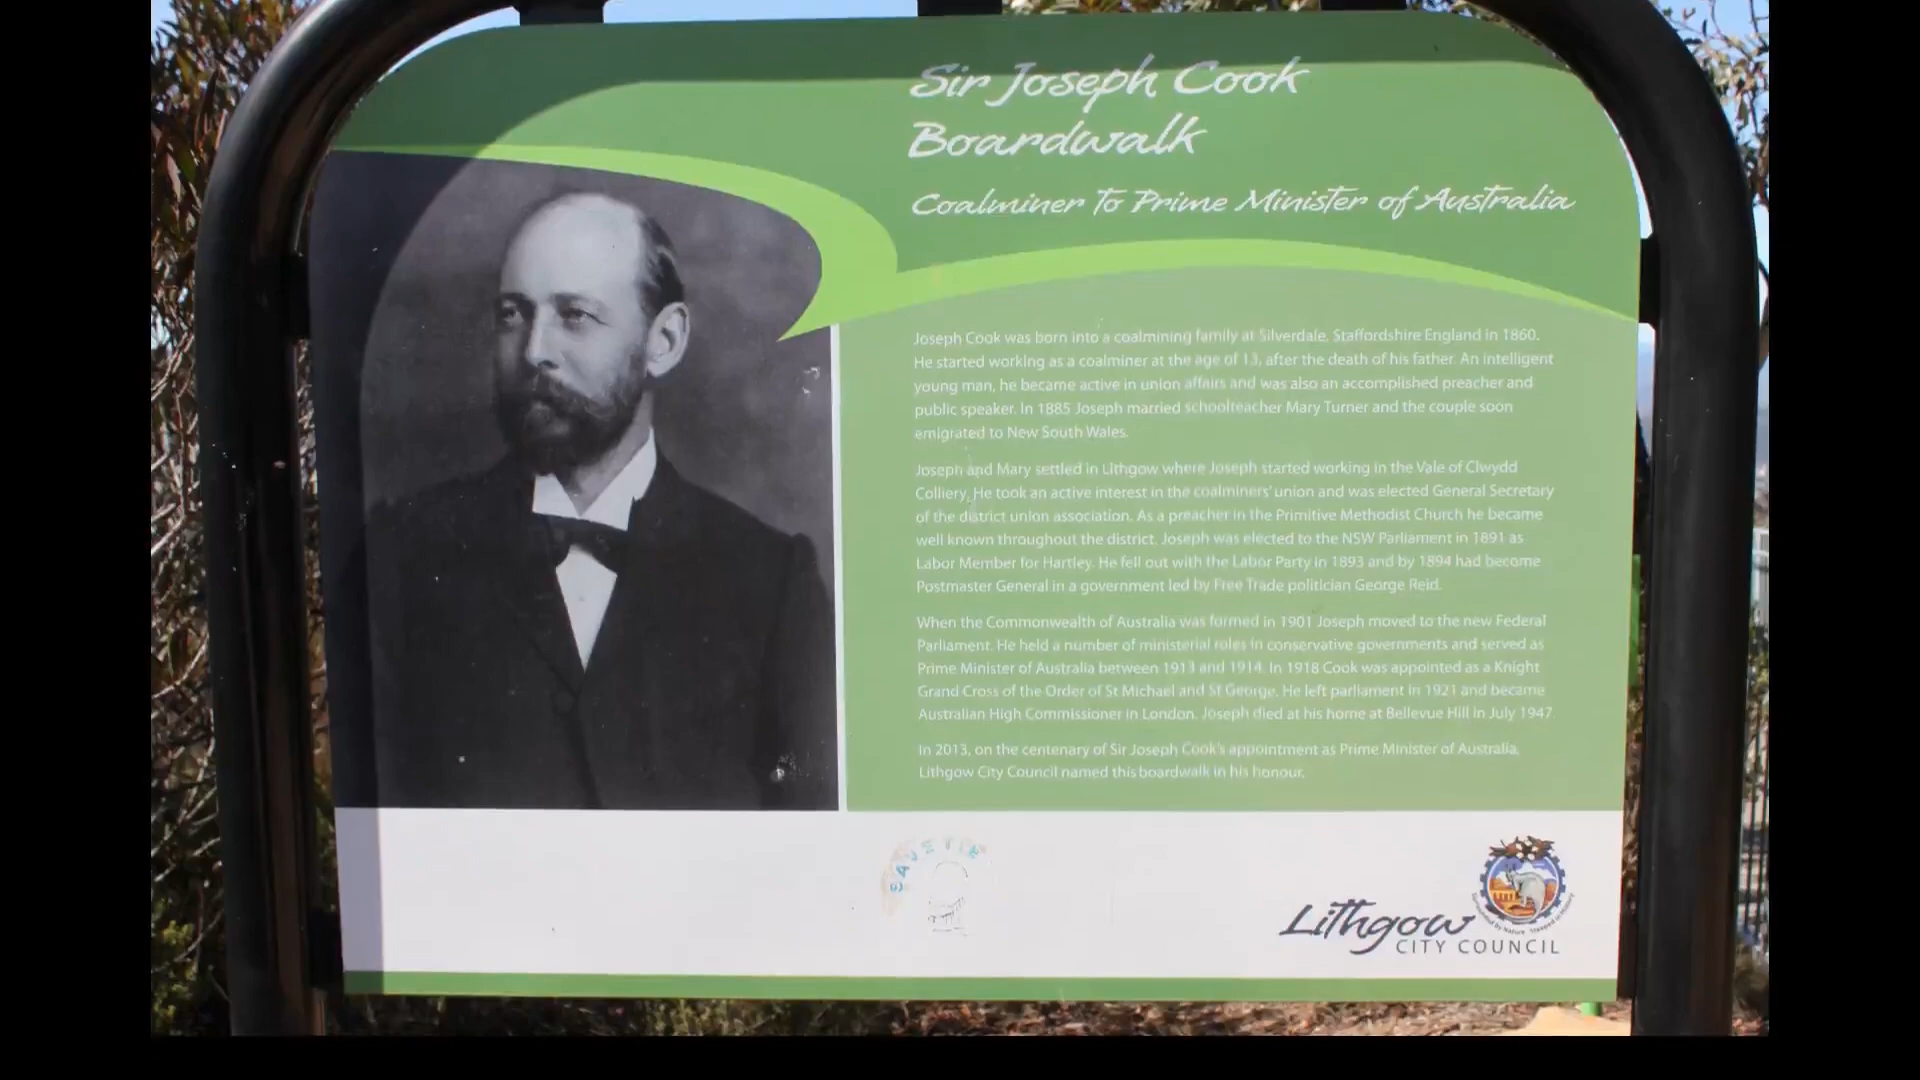 Sir Joseph Cook
Boardwalk
Coalminer to Prime Minister of Australia
Joseph Cook was born into a coalmining family at Silverdale, Staffordshire England in 1860.
He started working as a coalminer at the age of 13, after the death of his father. An intelligent
young man, he became active in union affairs and was also an accomplished preacher and
public speaker. In 1885 Joseph married schoolteacher Mary Turner and the couple soon
emigrated to New South Wales.
Joseph and Mary settled in Lithgow where Joseph started working in the Vale of Clwydd
Colliery. He took an active interest in the coalminers' union and was elected General Secretary
of the district union association. As a preacher in the Primitive Methodist Church he became
well known throughout the district. Joseph was elected to the NSW Parliament in 1891 as
Labor Member for Hartley. He fell out with the Labor Party in 1893 and by 1894 had become
Postmaster General in a government led by Free Trade politician George Reid.
When the Commonwealth of Australia was formed in 1901 Joseph moved to the new Federal
Parliament. He held a number of ministerial roles in conservative governments and served as
Prime Minister of Australia between 1913 and 1914. In 1918 Cook was appointed as a Knight
Grand Cross of the Order of St Michael and St George. He left parliament in 1921 and became
Australian High Commissioner in London. Joseph died at his home at Bellevue Hill in July 1947
In 2013, on the centenary of Sir Joseph Cook's appointment as Prime Minister of Australia,
Lithgow City Council named this boardwalk in his honour.
SAVE THE
Lithgow
CITY COUNCIL